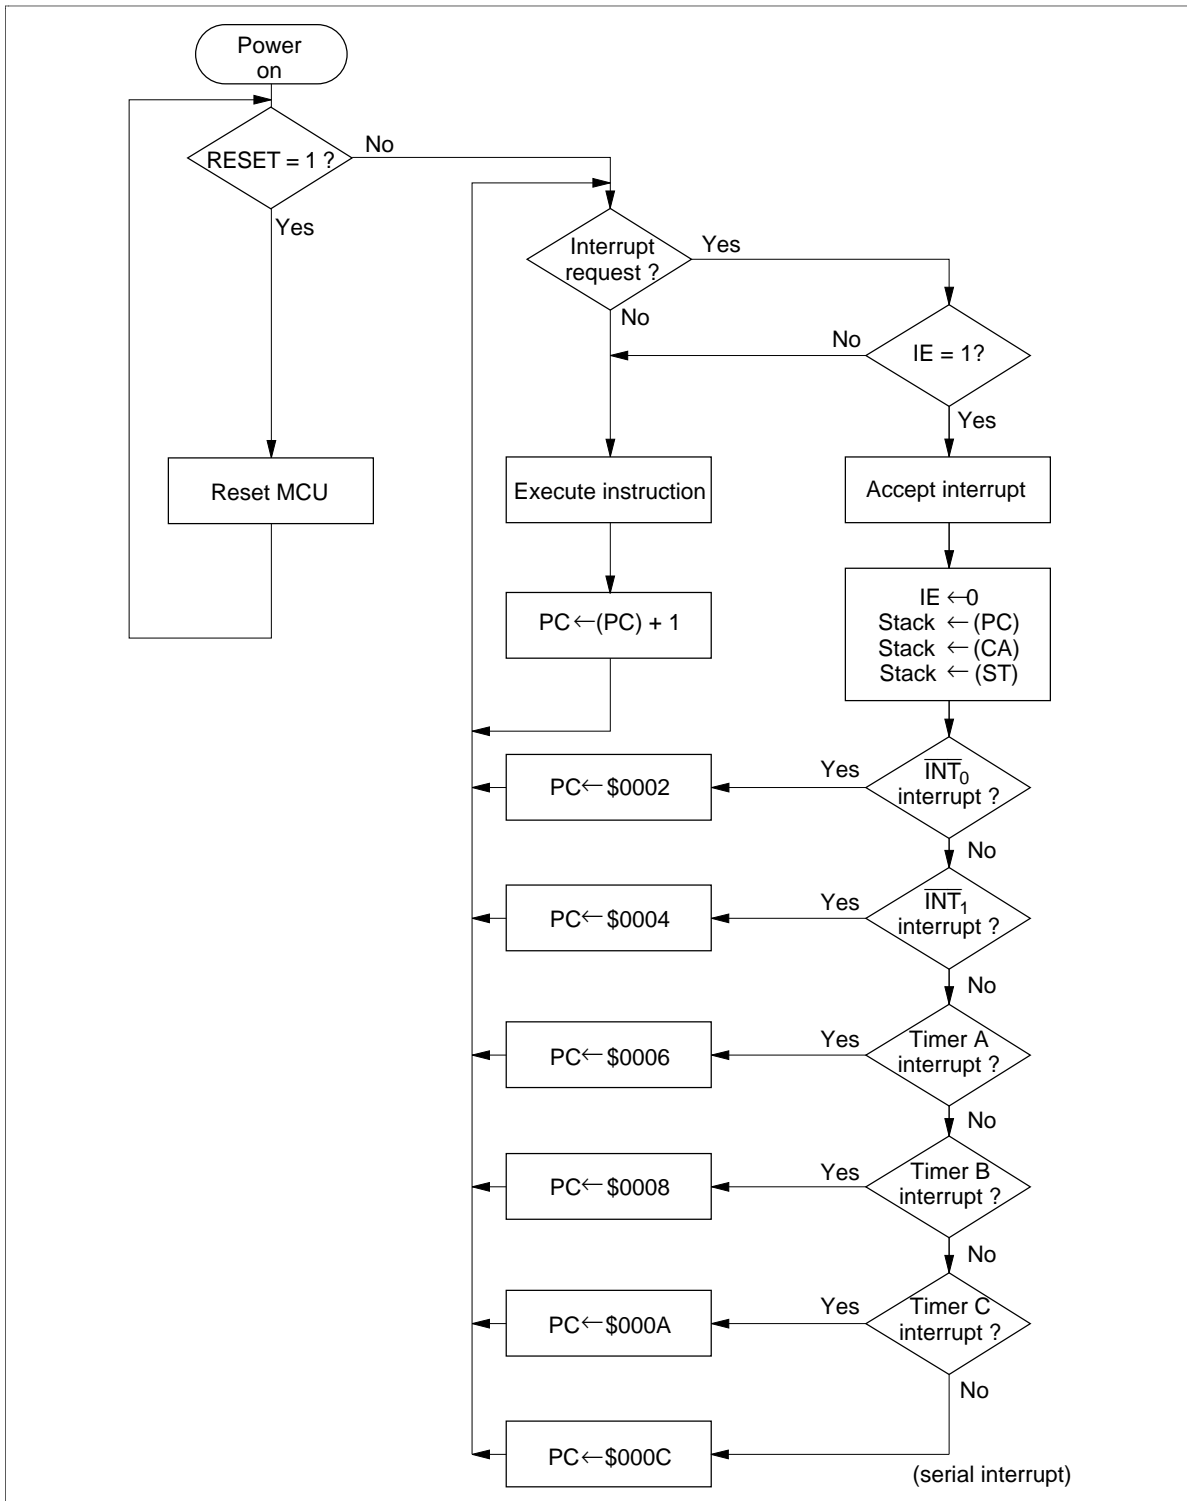 Power
on
RESET = 1 ?
No
Yes
Interrupt
request ?
Yes
No
IE = 1?
No
Yes
Reset MCU
Execute instruction
Accept interrupt
PC←(PC) + 1
IE ←0
Stack ← (PC)
Stack ← (CA)
Stack ← (ST)
PC← $0002
Yes
I̅N̅T̅₀
interrupt ?
No
PC← $0004
Yes
I̅N̅T̅₁
interrupt ?
No
PC← $0006
Yes
Timer A
interrupt ?
No
PC← $0008
Yes
Timer B
interrupt ?
No
PC← $000A
Yes
Timer C
interrupt ?
No
PC← $000C
(serial interrupt)